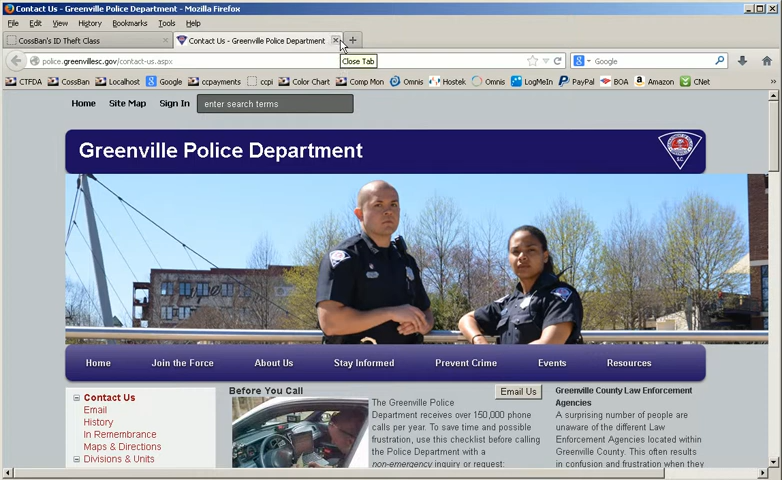 Contact Us - Greenville Police Department - Mozilla Firefox
File Edit View History Bookmarks Tools Help
CossBan's ID Theft Class
Contact Us - Greenville Police Department
Close Tab
police.greenvillesc.gov/contact-us.aspx
Google
CTFDA CossBan Localhost Google ccpayments ccpi Color Chart Comp Mon Omnis Hostek Omnis LogMeIn PayPal BOA Amazon CNet
Home Site Map Sign In enter search terms
Greenville Police Department
S.C.
Home Join the Force About Us Stay Informed Prevent Crime Events Resources
Contact Us
Email
History
In Remembrance
Maps & Directions
Divisions & Units
Before You Call
Email Us
The Greenville Police
Department receives over 150,000 phone
calls per year. To save time and possible
frustration, use this checklist before calling
the Police Department with a
non-emergency inquiry or request:
Greenville County Law Enforcement
Agencies
A surprising number of people are
unaware of the different Law
Enforcement Agencies located within
Greenville County. This often results
in confusion and frustration when they